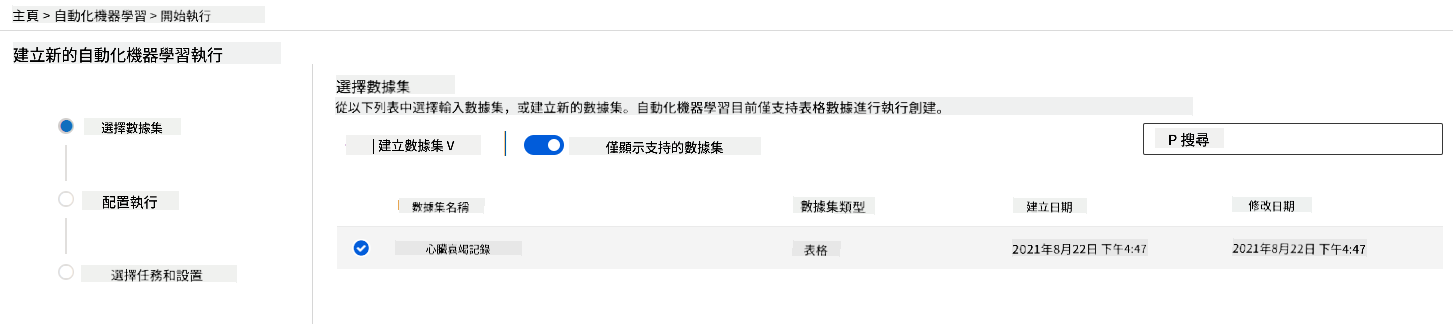 主頁 > 自動化機器學習 > 開始執行
建立新的自動化機器學習執行
選擇數據集
配置執行
選擇任務和設置
選擇數據集
從以下列表中選擇輸入數據集，或建立新的數據集。自動化機器學習目前僅支持表格數據進行執行創建。
| 建立數據集 V
僅顯示支持的數據集
P 搜尋
數據集名稱 數據集類型 建立日期 修改日期
心臟衰竭記錄 表格 2021年8月22日 下午4:47 2021年8月22日 下午4:47